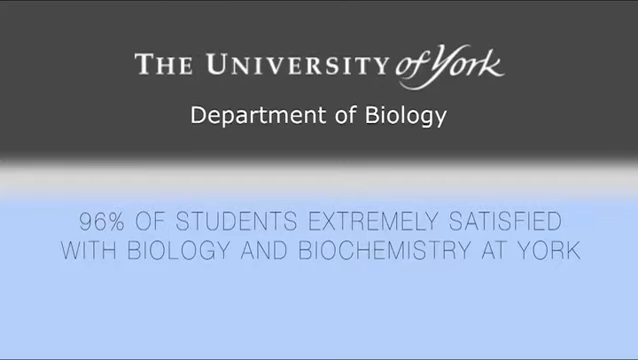 THE UNIVERSITY of York
Department of Biology
96% OF STUDENTS EXTREMELY SATISFIED
WITH BIOLOGY AND BIOCHEMISTRY AT YORK